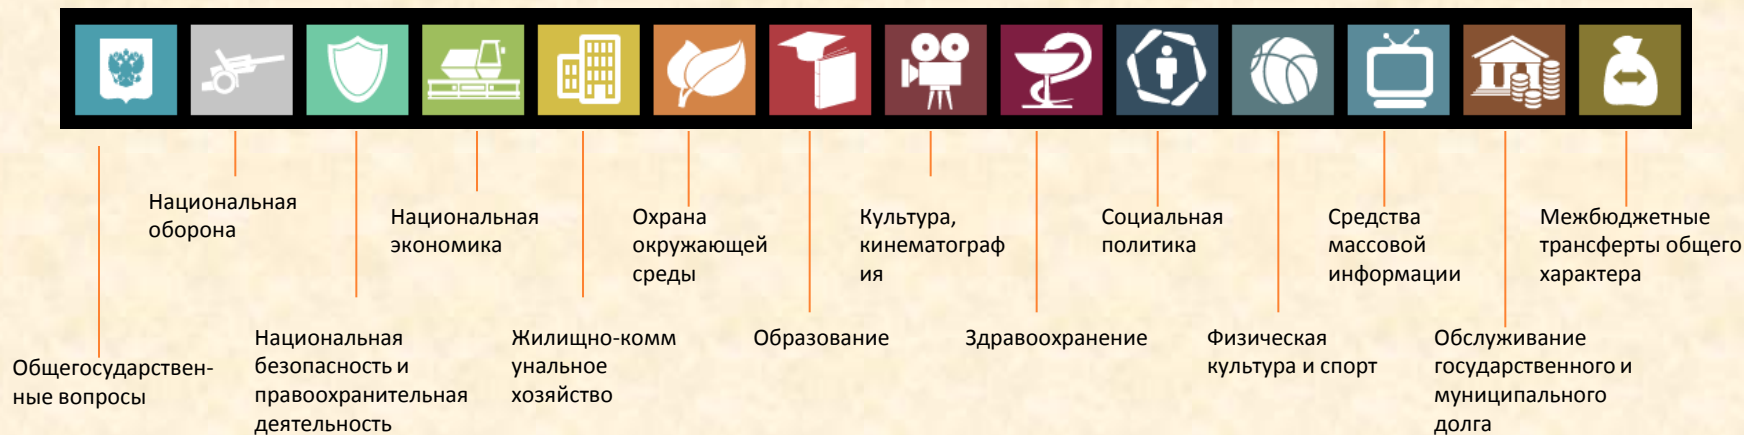 Национальная
оборона
Национальная
экономика
Охрана
окружающей
среды
Культура,
кинематограф
ия
Социальная
политика
Средства
массовой
информации
Межбюджетные
трансферты общего
характера
Общегосударствен-
ные вопросы
Национальная
безопасность и
правоохранительная
деятельность
Жилищно-комм
унальное
хозяйство
Образование
Здравоохранение
Физическая
культура и спорт
Обслуживание
государственного и
муниципального
долга